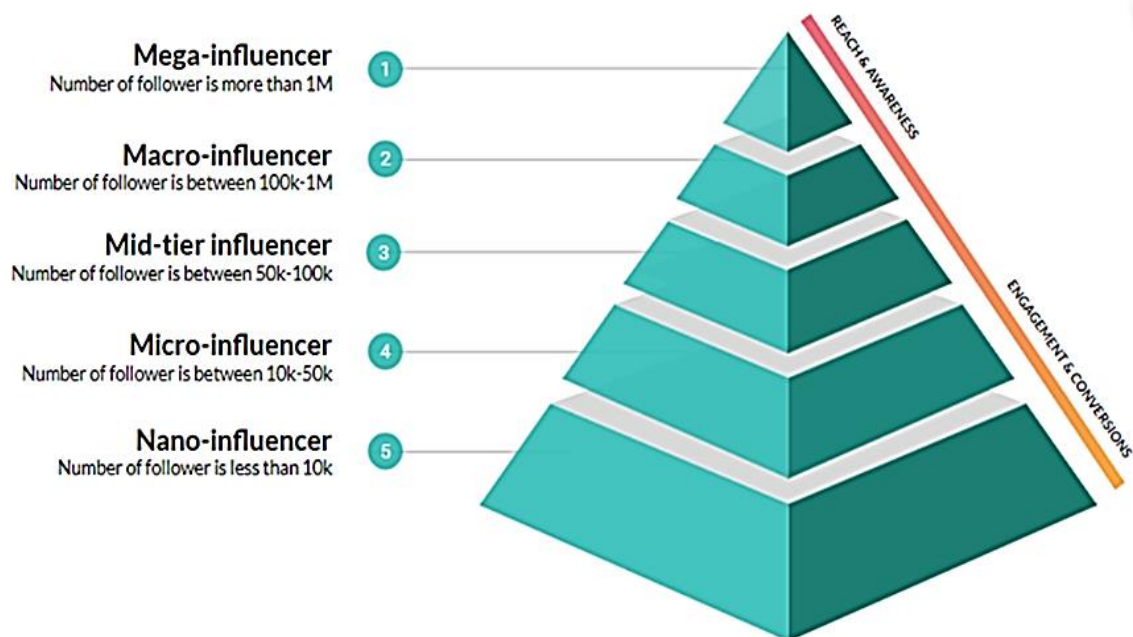 Mega-influencer
Number of follower is more than 1M
1
Macro-influencer
Number of follower is between 100k-1M
2
Mid-tier influencer
Number of follower is between 50k-100k
3
Micro-influencer
Number of follower is between 10k-50k
4
Nano-influencer
Number of follower is less than 10k
5
REACH & AWARENESS
ENGAGEMENT & CONVERSIONS